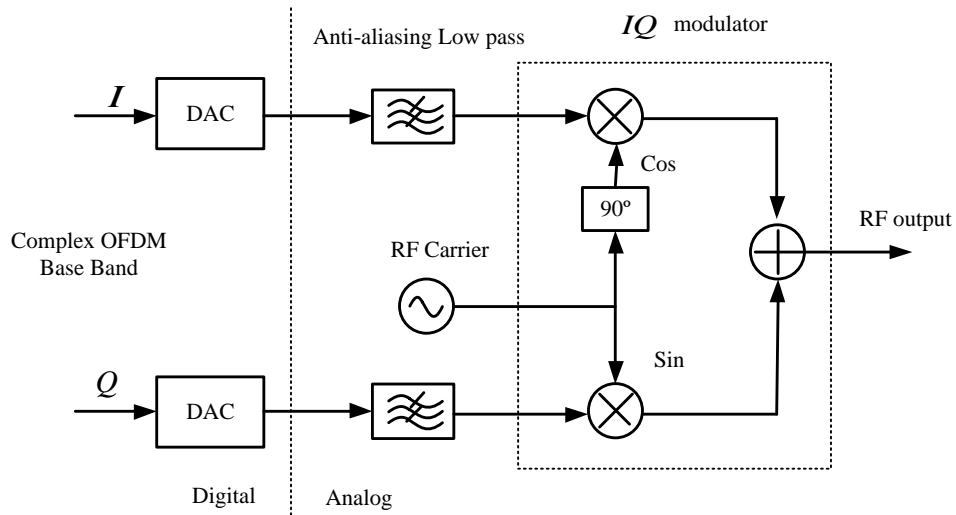 Anti-aliasing Low pass
IQ modulator
I
DAC
Cos
90º
RF output
Complex OFDM
Base Band
RF Carrier
Sin
Q
DAC
Digital
Analog